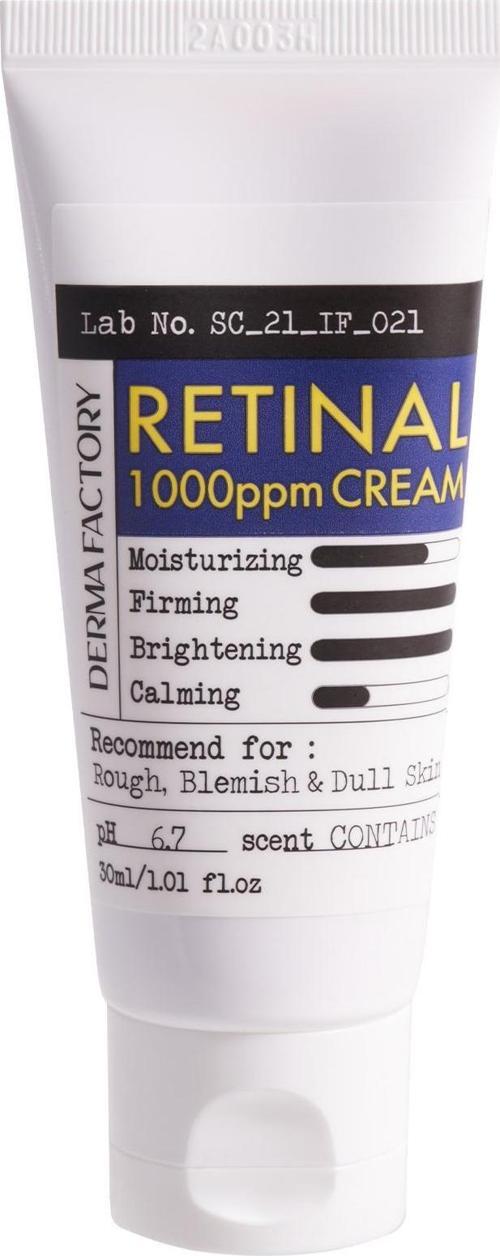 2A003H
Lab No. SC_21_IF_021
DERMA FACTORY
RETINAL
1000ppm CREAM
Moisturizing
Firming
Brightening
Calming
Recommend for :
Rough, Blemish & Dull Skin
pH 6.7 scent CONTAINS
30ml/1.01 fl.oz